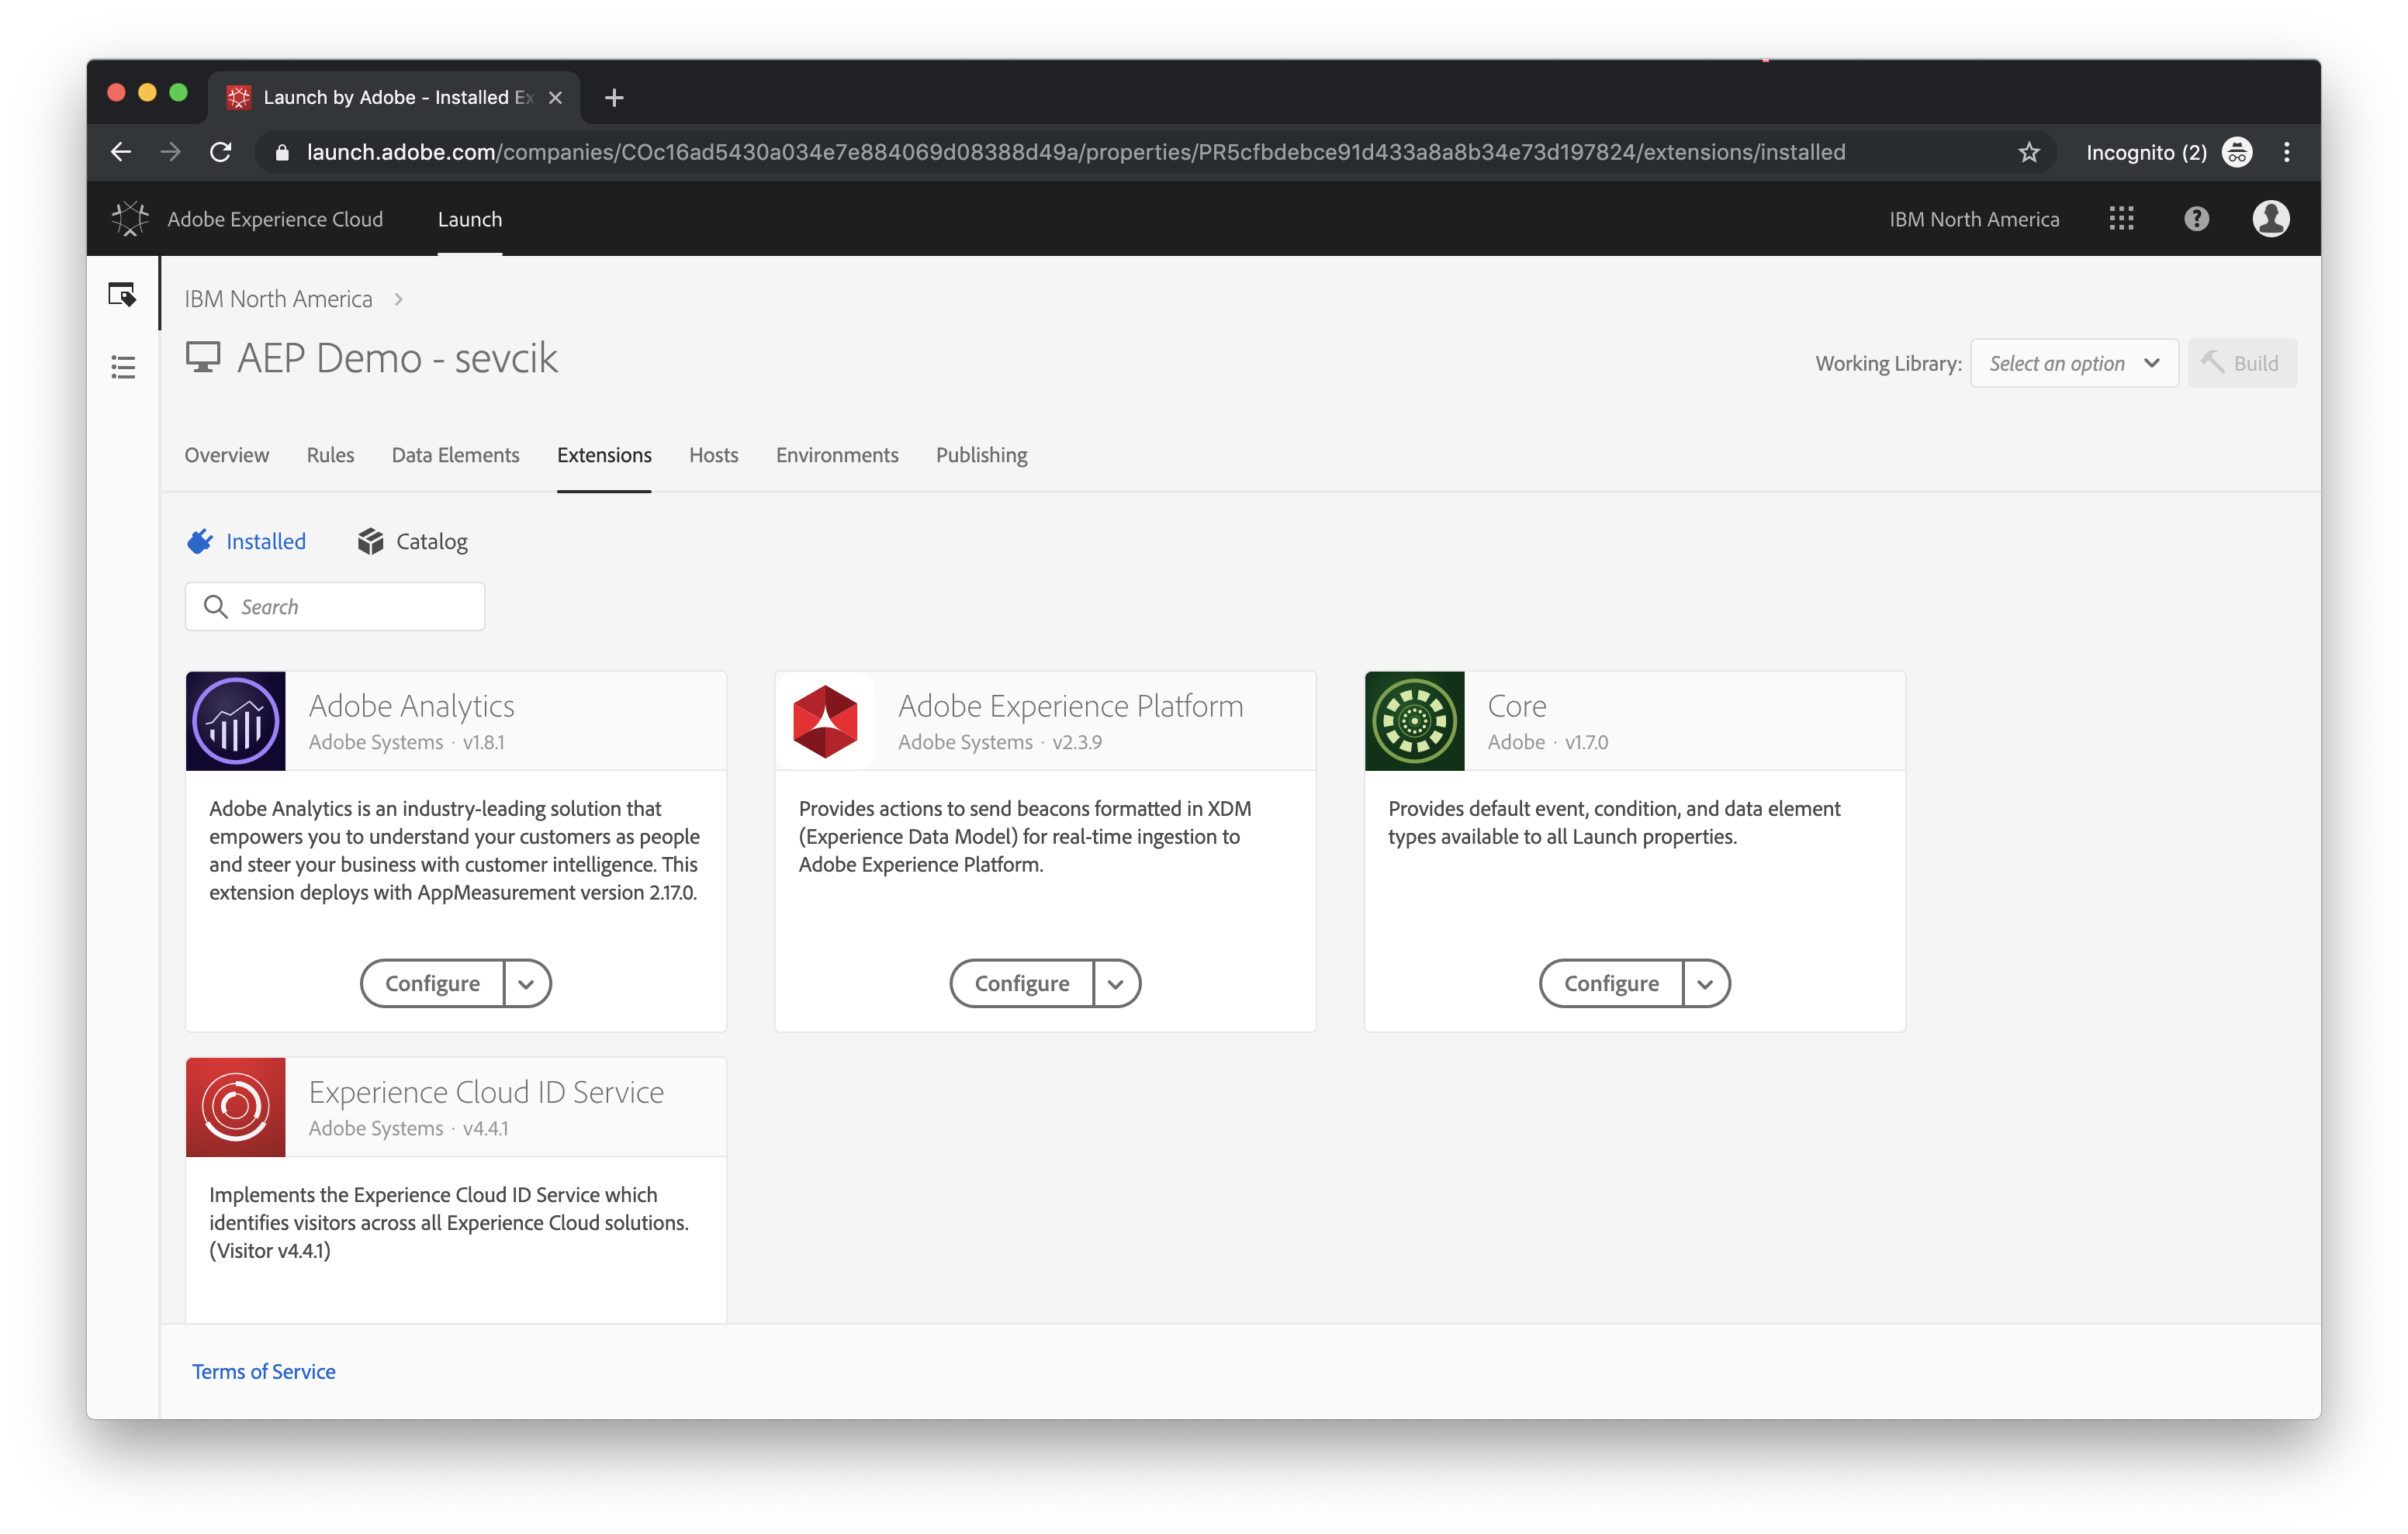 Launch by Adobe - Installed Ex
launch.adobe.com/companies/COc16ad5430a034e7e884069d08388d49a/properties/PR5cfbdebce91d433a8a8b34e73d197824/extensions/installed
Incognito (2)
Adobe Experience Cloud
Launch
IBM North America
IBM North America
AEP Demo - sevcik
Working Library:
Select an option
Build
Overview
Rules
Data Elements
Extensions
Hosts
Environments
Publishing
Installed
Catalog
Search
Adobe Analytics
Adobe Systems · v1.8.1
Adobe Analytics is an industry-leading solution that
empowers you to understand your customers as people
and steer your business with customer intelligence. This
extension deploys with AppMeasurement version 2.17.0.
Configure
Adobe Experience Platform
Adobe Systems · v2.3.9
Provides actions to send beacons formatted in XDM
(Experience Data Model) for real-time ingestion to
Adobe Experience Platform.
Configure
Core
Adobe · v1.7.0
Provides default event, condition, and data element
types available to all Launch properties.
Configure
Experience Cloud ID Service
Adobe Systems · v4.4.1
Implements the Experience Cloud ID Service which
identifies visitors across all Experience Cloud solutions.
(Visitor v4.4.1)
Terms of Service